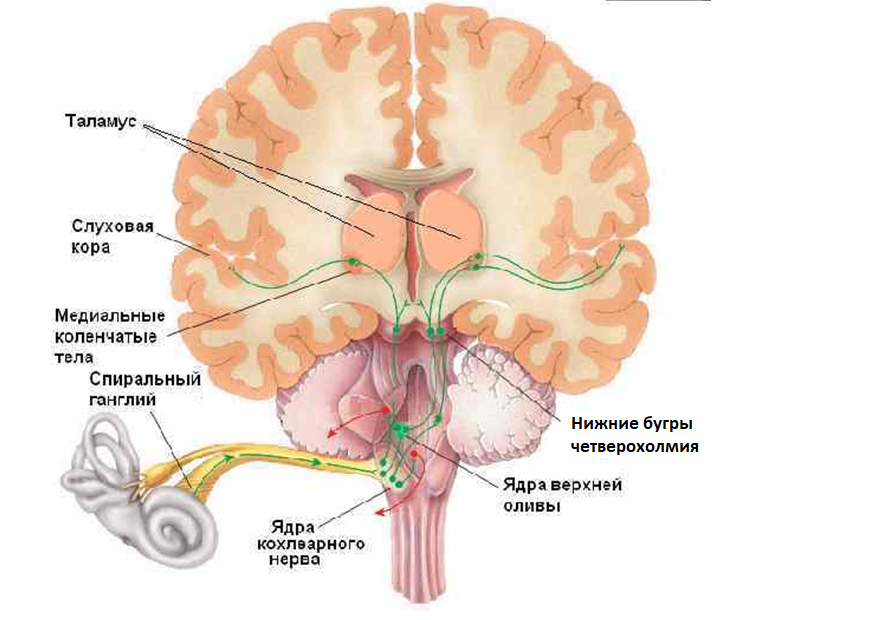 Таламус
Слуховая
кора
Медиальные
коленчатые
тела
Спиральный
ганглий
Нижние бугры
четверохолмия
Ядра верхней
оливы
Ядра
кохлеарного
нерва